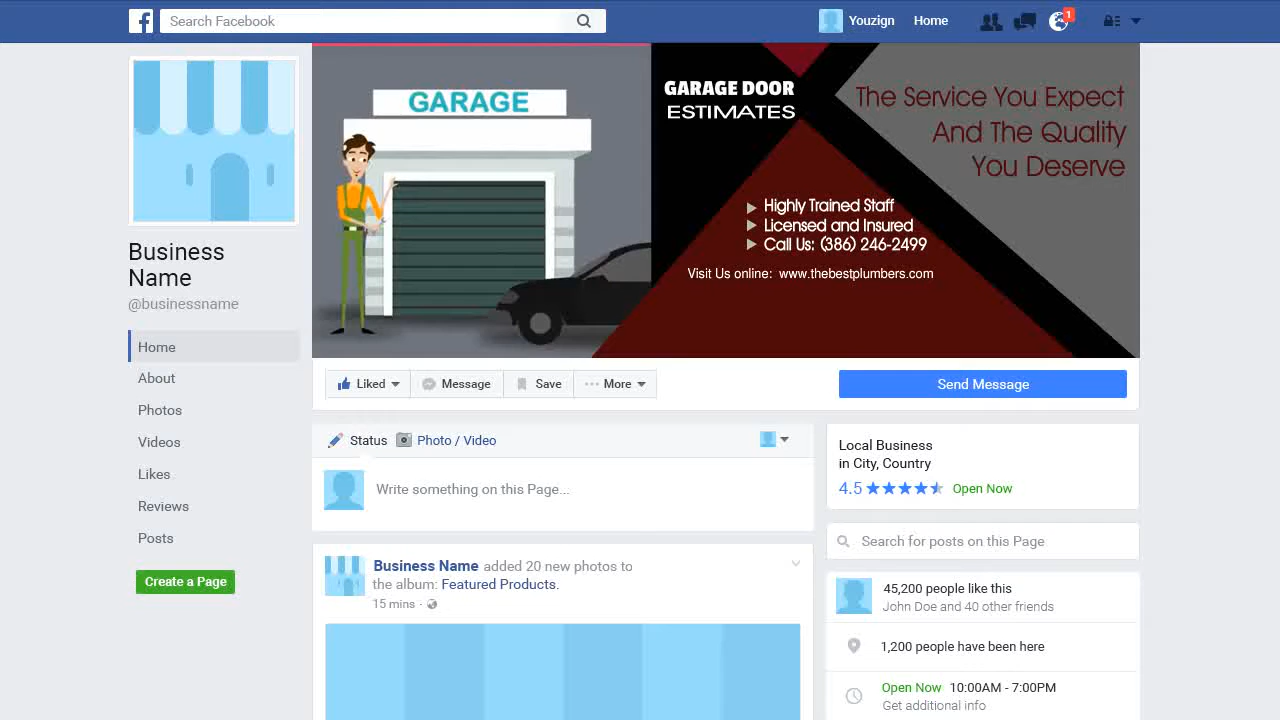 Search Facebook
Youzign
Home
1
Business
Name
@businessname
Home
About
Photos
Videos
Likes
Reviews
Posts
Create a Page
GARAGE
GARAGE DOOR
ESTIMATES
The Service You Expect
And The Quality
You Deserve
Highly Trained Staff
Licensed and Insured
Call Us: (386) 246-2499
Visit Us online: www.thebestplumbers.com
Liked
Message
Save
More
Send Message
Status
Photo / Video
Write something on this Page...
Business Name added 20 new photos to
the album: Featured Products.
15 mins ·
Local Business
in City, Country
4.5
Open Now
Search for posts on this Page
45,200 people like this
John Doe and 40 other friends
1,200 people have been here
Open Now 10:00AM - 7:00PM
Get additional info